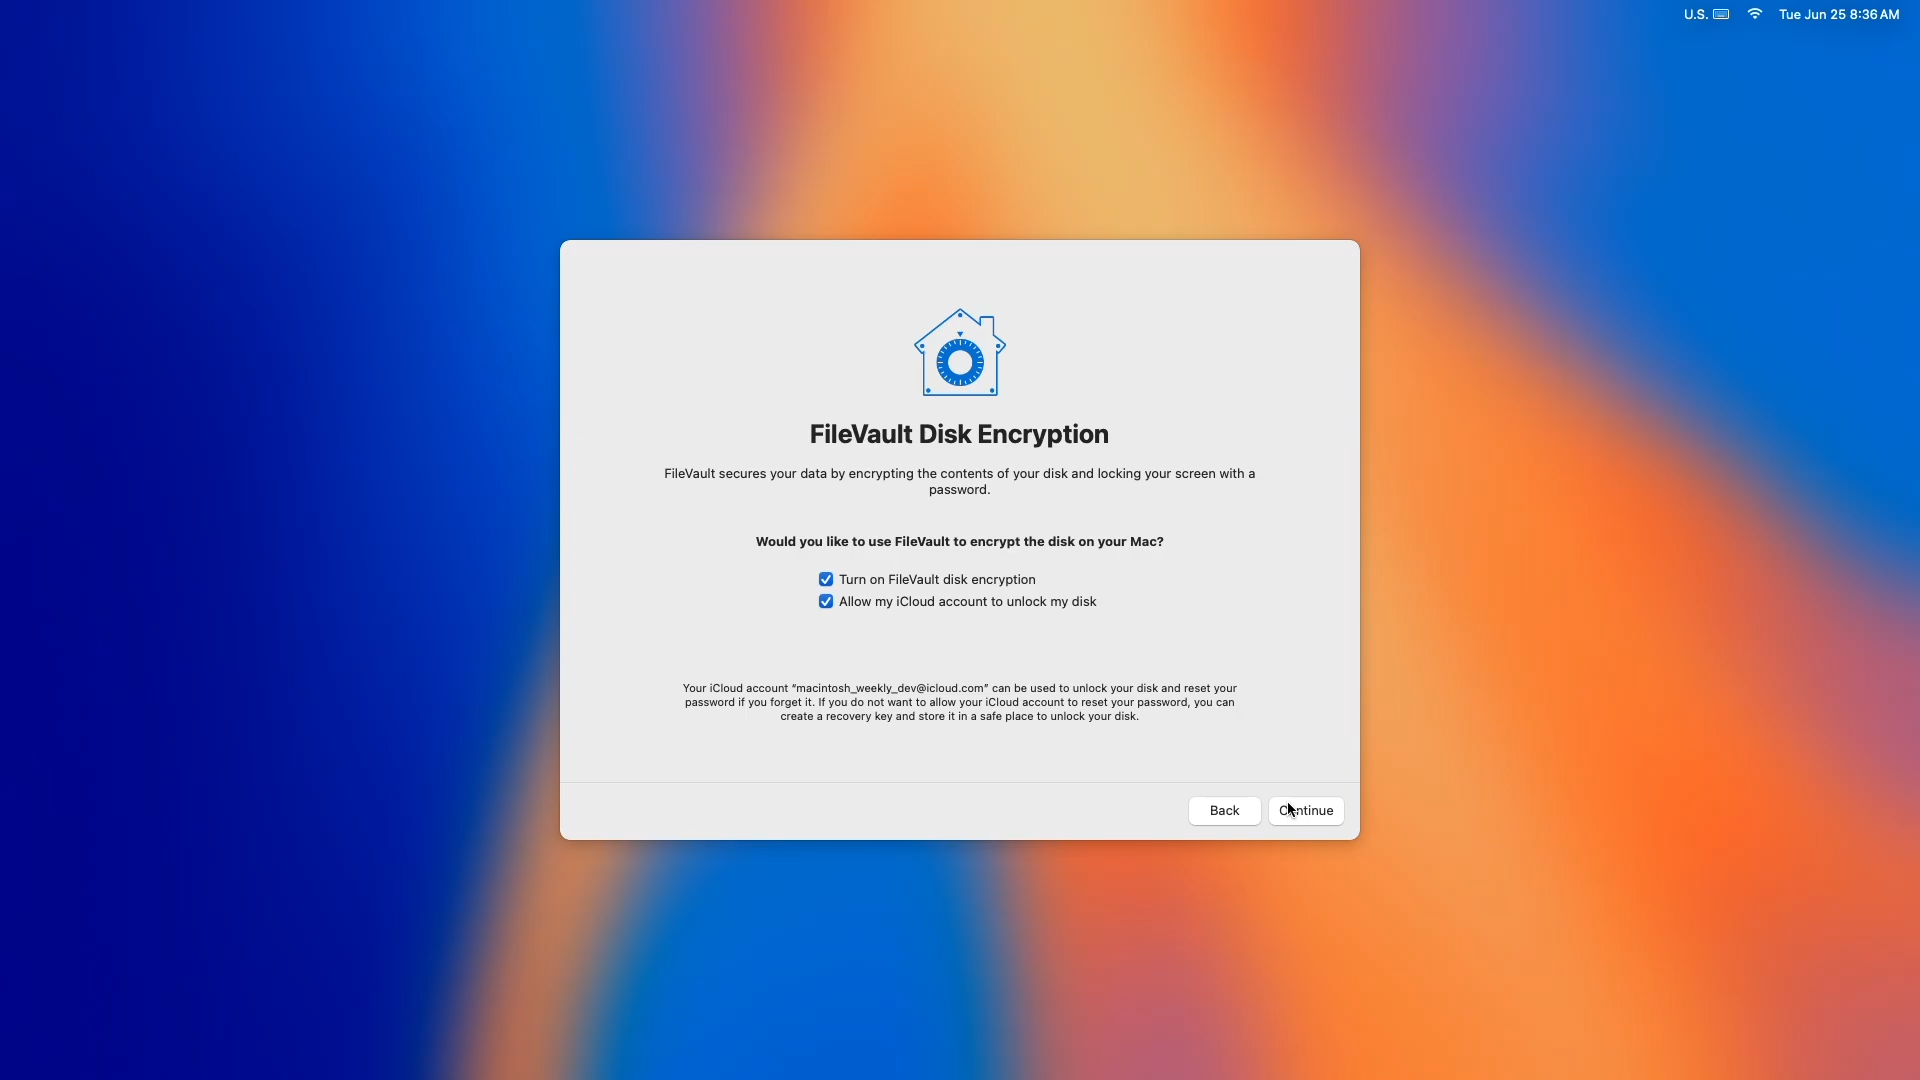 U.S. Tue Jun 25 8:36 AM
FileVault Disk Encryption
FileVault secures your data by encrypting the contents of your disk and locking your screen with a
password.
Would you like to use FileVault to encrypt the disk on your Mac?
Turn on FileVault disk encryption
Allow my iCloud account to unlock my disk
Your iCloud account “macintosh_weekly_dev@icloud.com” can be used to unlock your disk and reset your
password if you forget it. If you do not want to allow your iCloud account to reset your password, you can
create a recovery key and store it in a safe place to unlock your disk.
Back Continue